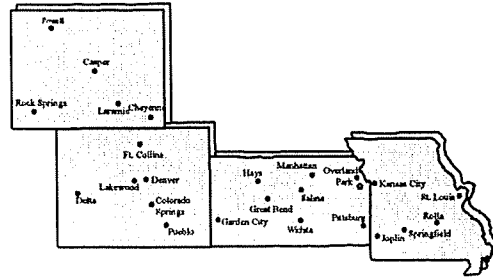 Powell
Casper
Rock Springs
Laramie
Cheyenne
Ft. Collins
Lakewood
Denver
Delta
Colorado
Springs
Pueblo
Manhattan
Hays
Overland
Park
Salina
Great Bend
Garden City
Wichita
Pittsburg
Kansas City
St. Louis
Rolla
Springfield
Joplin